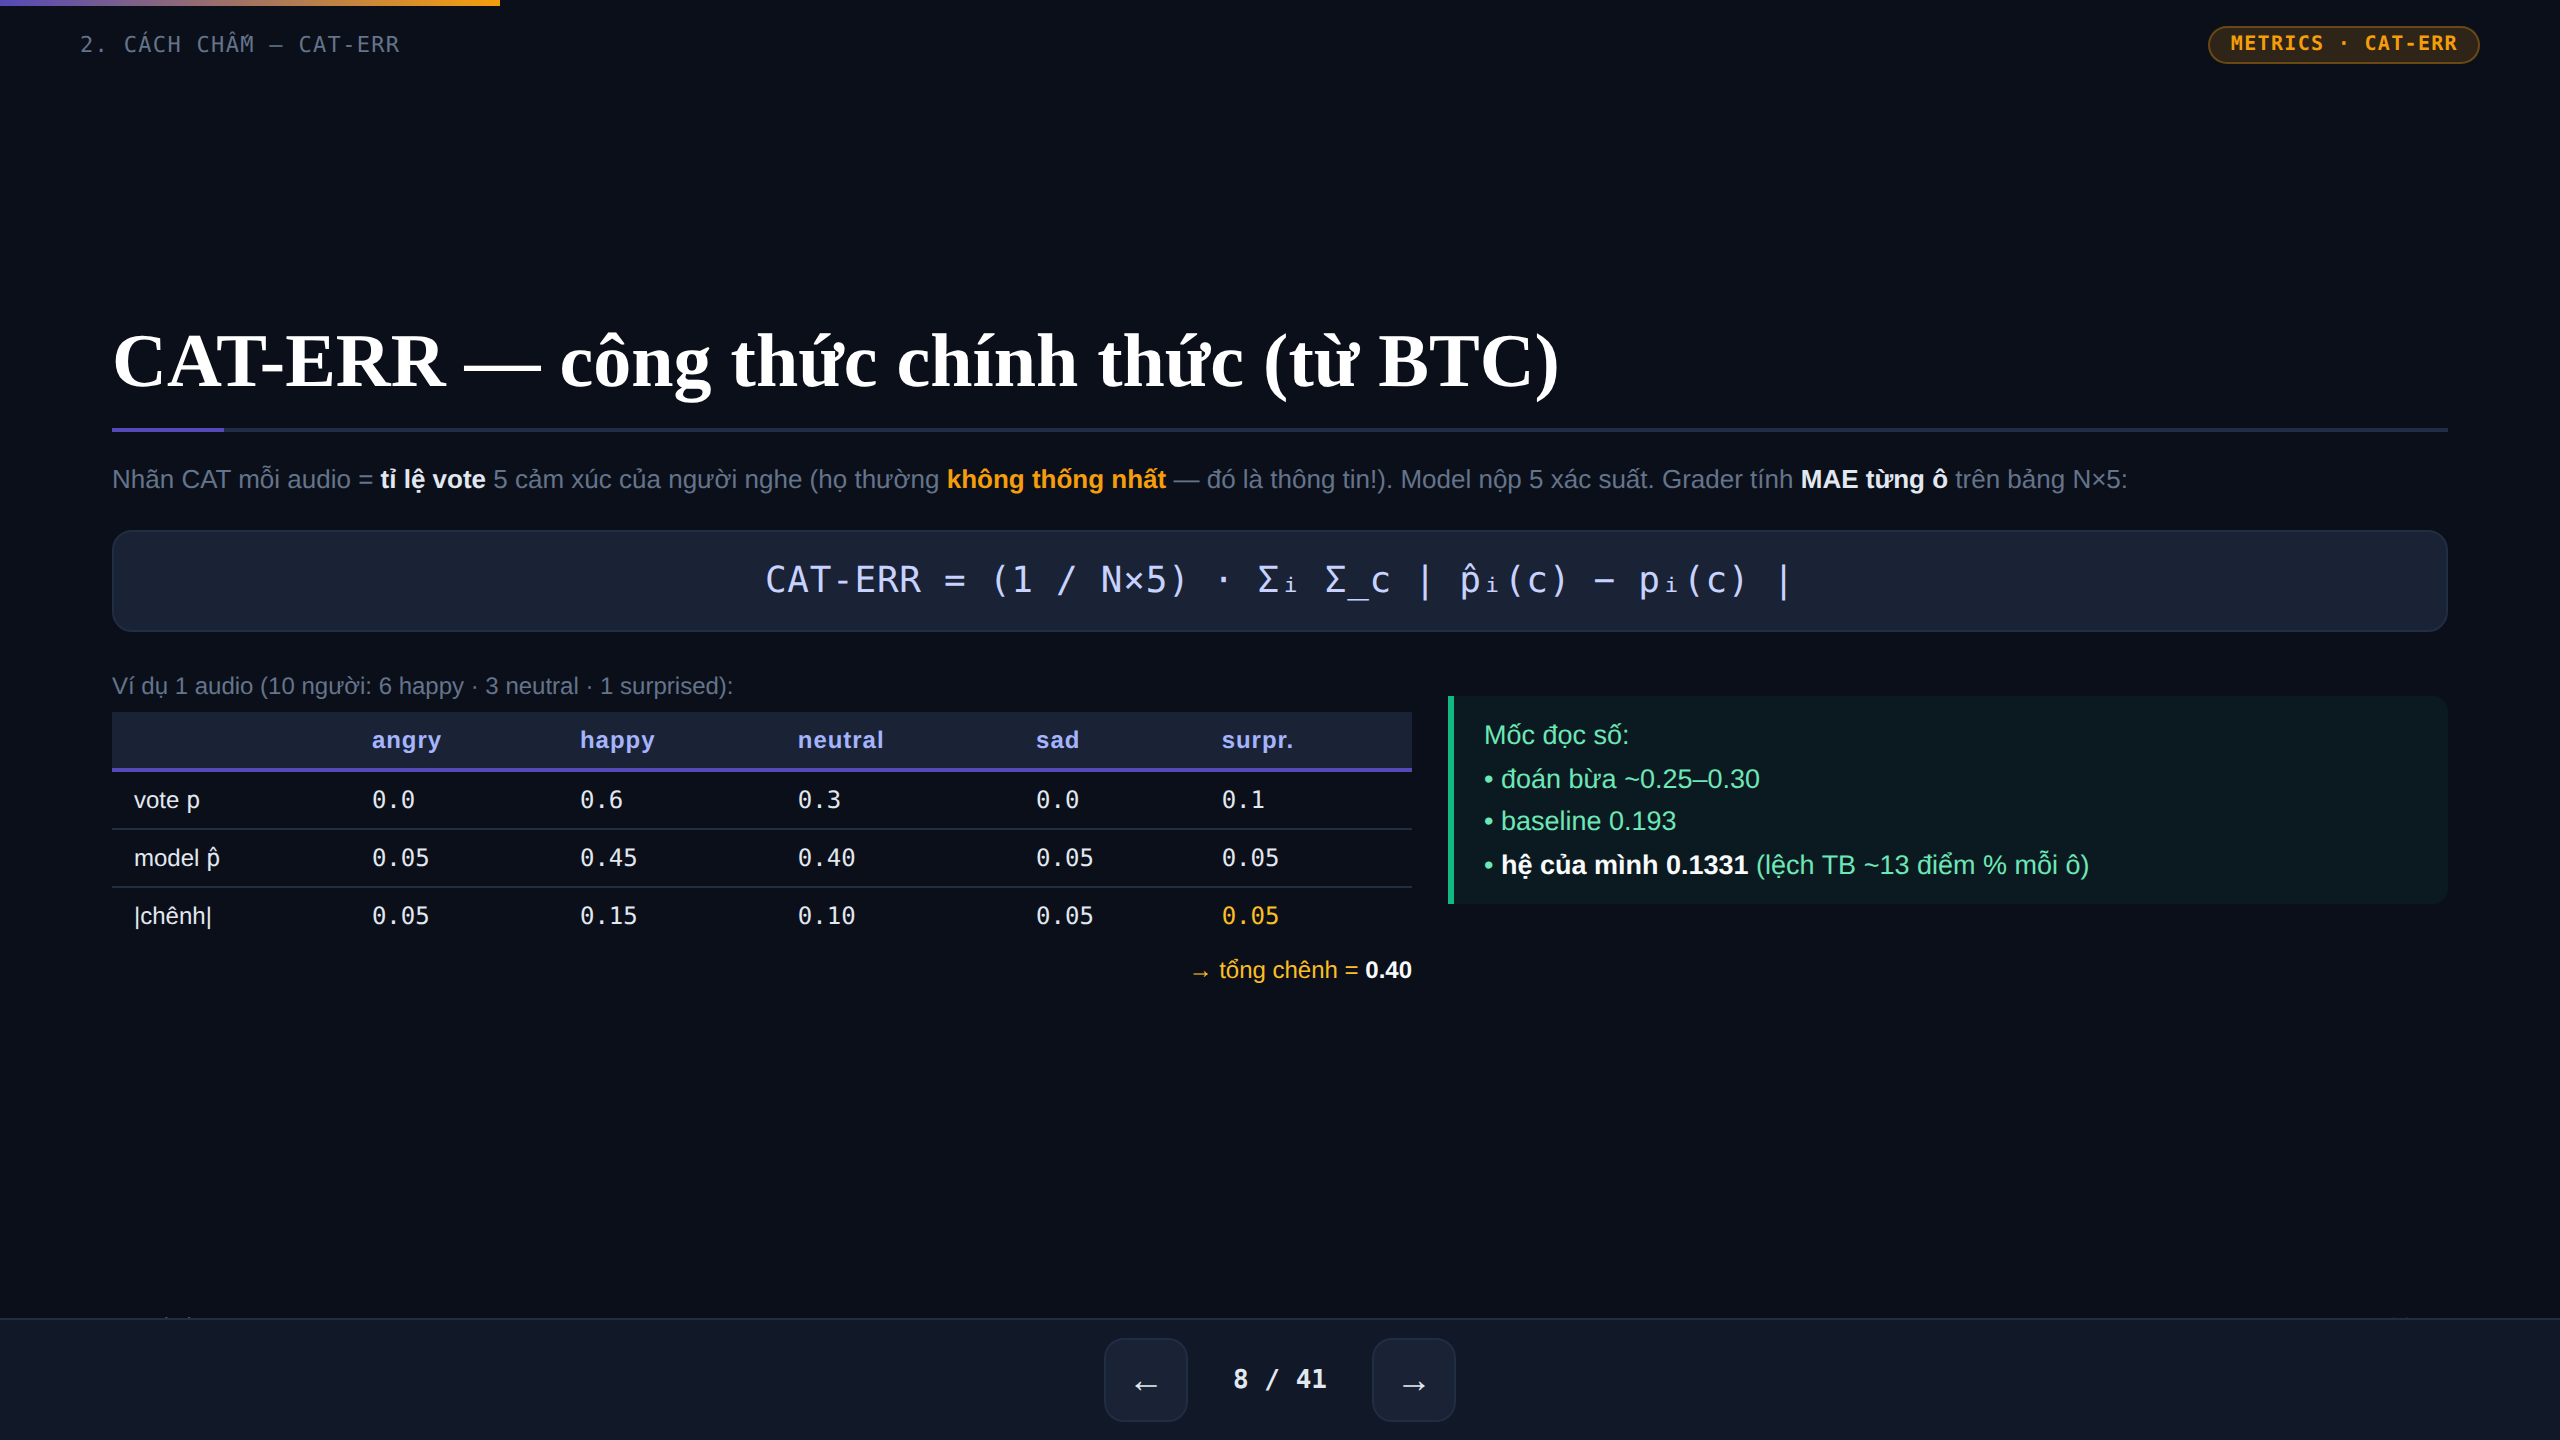 2. CÁCH CHẤM — CAT-ERR
METRICS · CAT-ERR
CAT-ERR — công thức chính thức (từ BTC)
Nhãn CAT mỗi audio = tỉ lệ vote 5 cảm xúc của người nghe (họ thường không thống nhất — đó là thông tin!). Model nộp 5 xác suất. Grader tính MAE từng ô trên bảng N×5:
CAT-ERR = (1 / N×5) · Σᵢ Σ_c | p̂ᵢ(c) − pᵢ(c) |
Ví dụ 1 audio (10 người: 6 happy · 3 neutral · 1 surprised):
angry happy neutral sad surpr.
vote p 0.0 0.6 0.3 0.0 0.1
model p̂ 0.05 0.45 0.40 0.05 0.05
|chênh| 0.05 0.15 0.10 0.05 0.05
→ tổng chênh = 0.40
Mốc đọc số:
• đoán bừa ~0.25–0.30
• baseline 0.193
• hệ của mình 0.1331 (lệch TB ~13 điểm % mỗi ô)
← 8 / 41 →